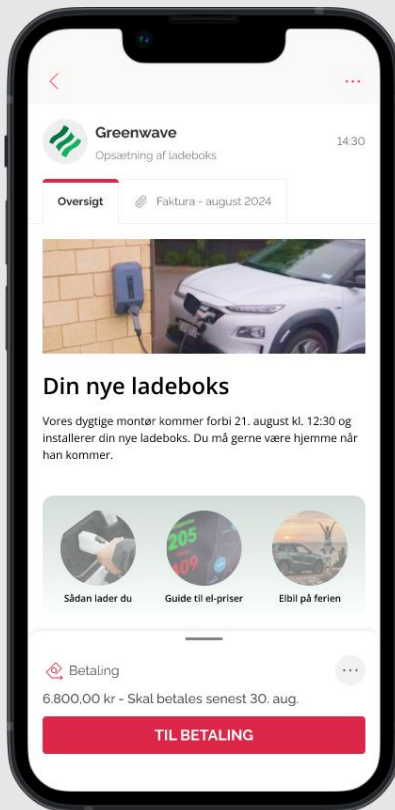 Greenwave
14:30
Opsætning af ladeboks
Oversigt
Faktura - august 2024
Din nye ladeboks
Vores dygtige montør kommer forbi 21. august kl. 12:30 og
installerer din nye ladeboks. Du må gerne være hjemme når
han kommer.
205
109
Sådan lader du
Guide til el-priser
Elbil på ferien
Betaling
6.800,00 kr - Skal betales senest 30. aug.
TIL BETALING